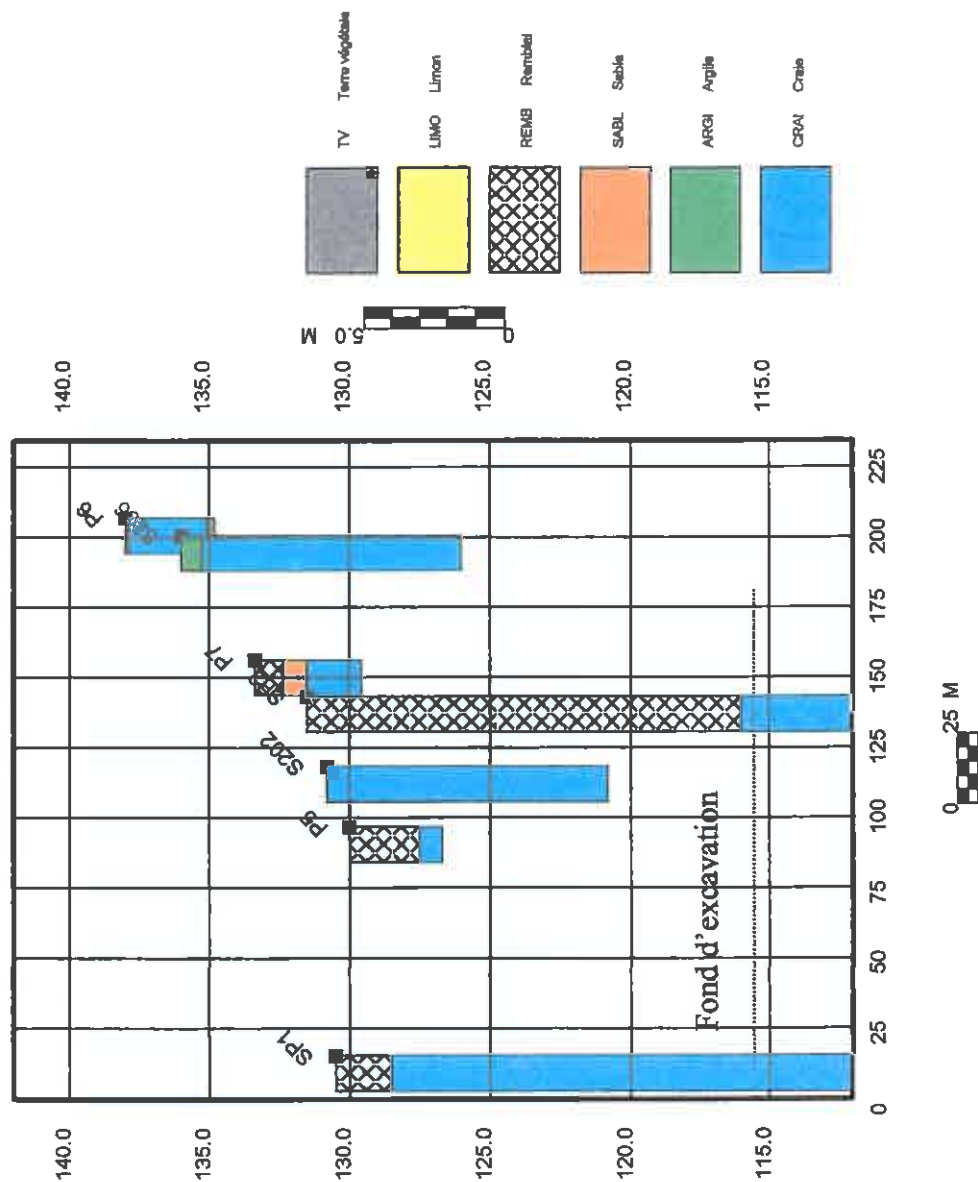 TV Terre végétale
LIMO Limon
REMB Remblai
SABL Sable
ARGI Argile
CRAI Craie
M
5.0
0
140.0
135.0
130.0
125.0
120.0
115.0
140.0
135.0
130.0
125.0
120.0
115.0
SP1
P5
S202
P7
P6
Fond d'excavation
0
25
50
75
100
125
150
175
200
225
0 25 M